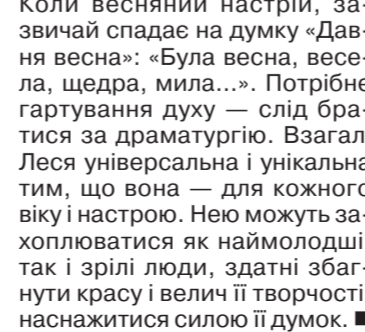 Коли весняний настрій, за-
звичай спадає на думку «Дав-
ня весна»: «Була весна, весе-
ла, щедра, мила...». Потрібне
гартування духу — слід бра-
тися за драматургію. Взагалі
Леся універсальна і унікальна
тим, що вона — для кожного
віку і настрою. Нею можуть за-
хоплюватися як наймолодші,
так і зрілі люди, здатні збаг-
нути красу і велич її творчості,
наснажитися силою її думок. ■